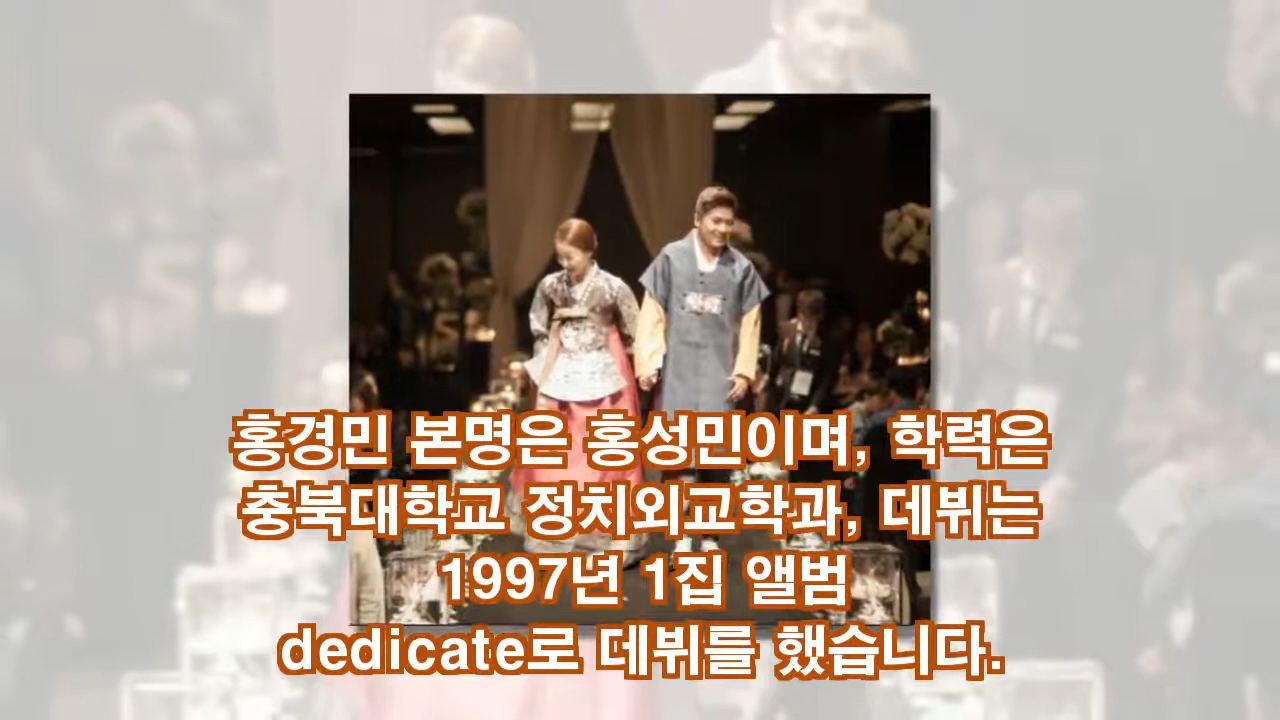 홍경민 본명은 홍성민이며, 학력은
충북대학교 정치외교학과, 데뷔는
1997년 1집 앨범
dedicate로 데뷔를 했습니다.